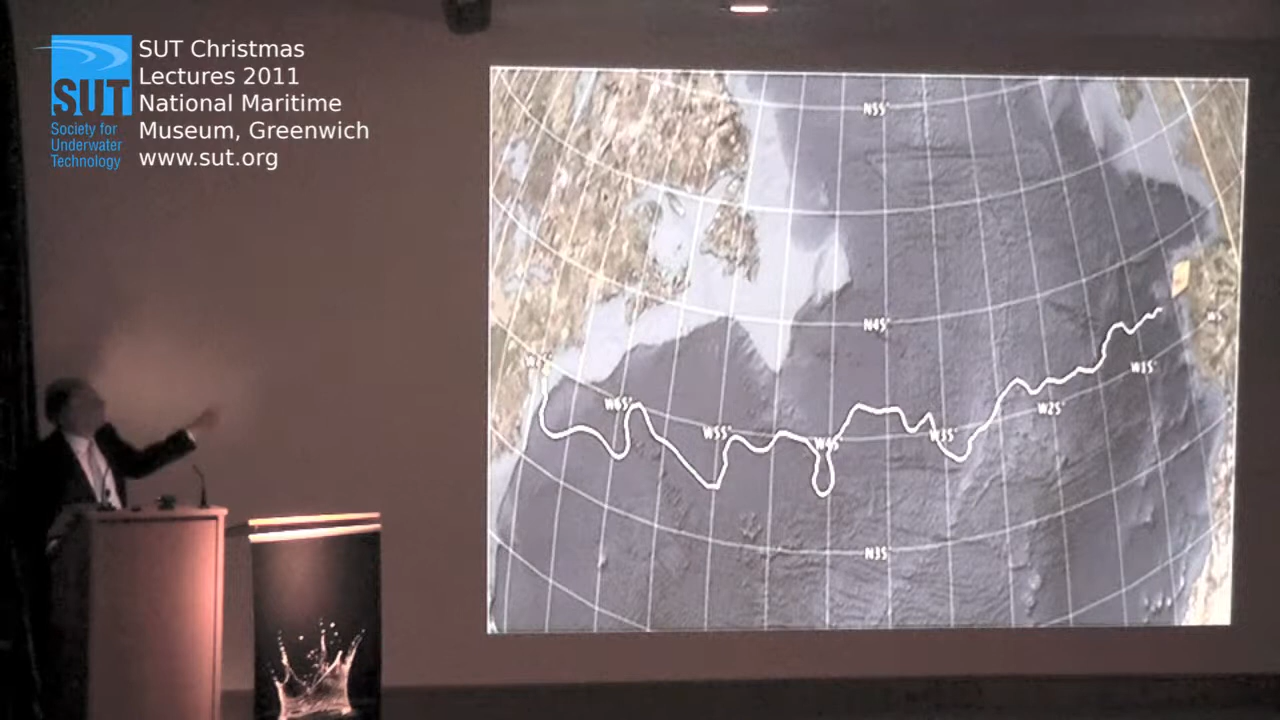 SUT Christmas
Lectures 2011
National Maritime
Museum, Greenwich
www.sut.org
SUT
Society for
Underwater
Technology
N55°
N45°
W65°
W55°
W35°
W25°
W15°
N35°